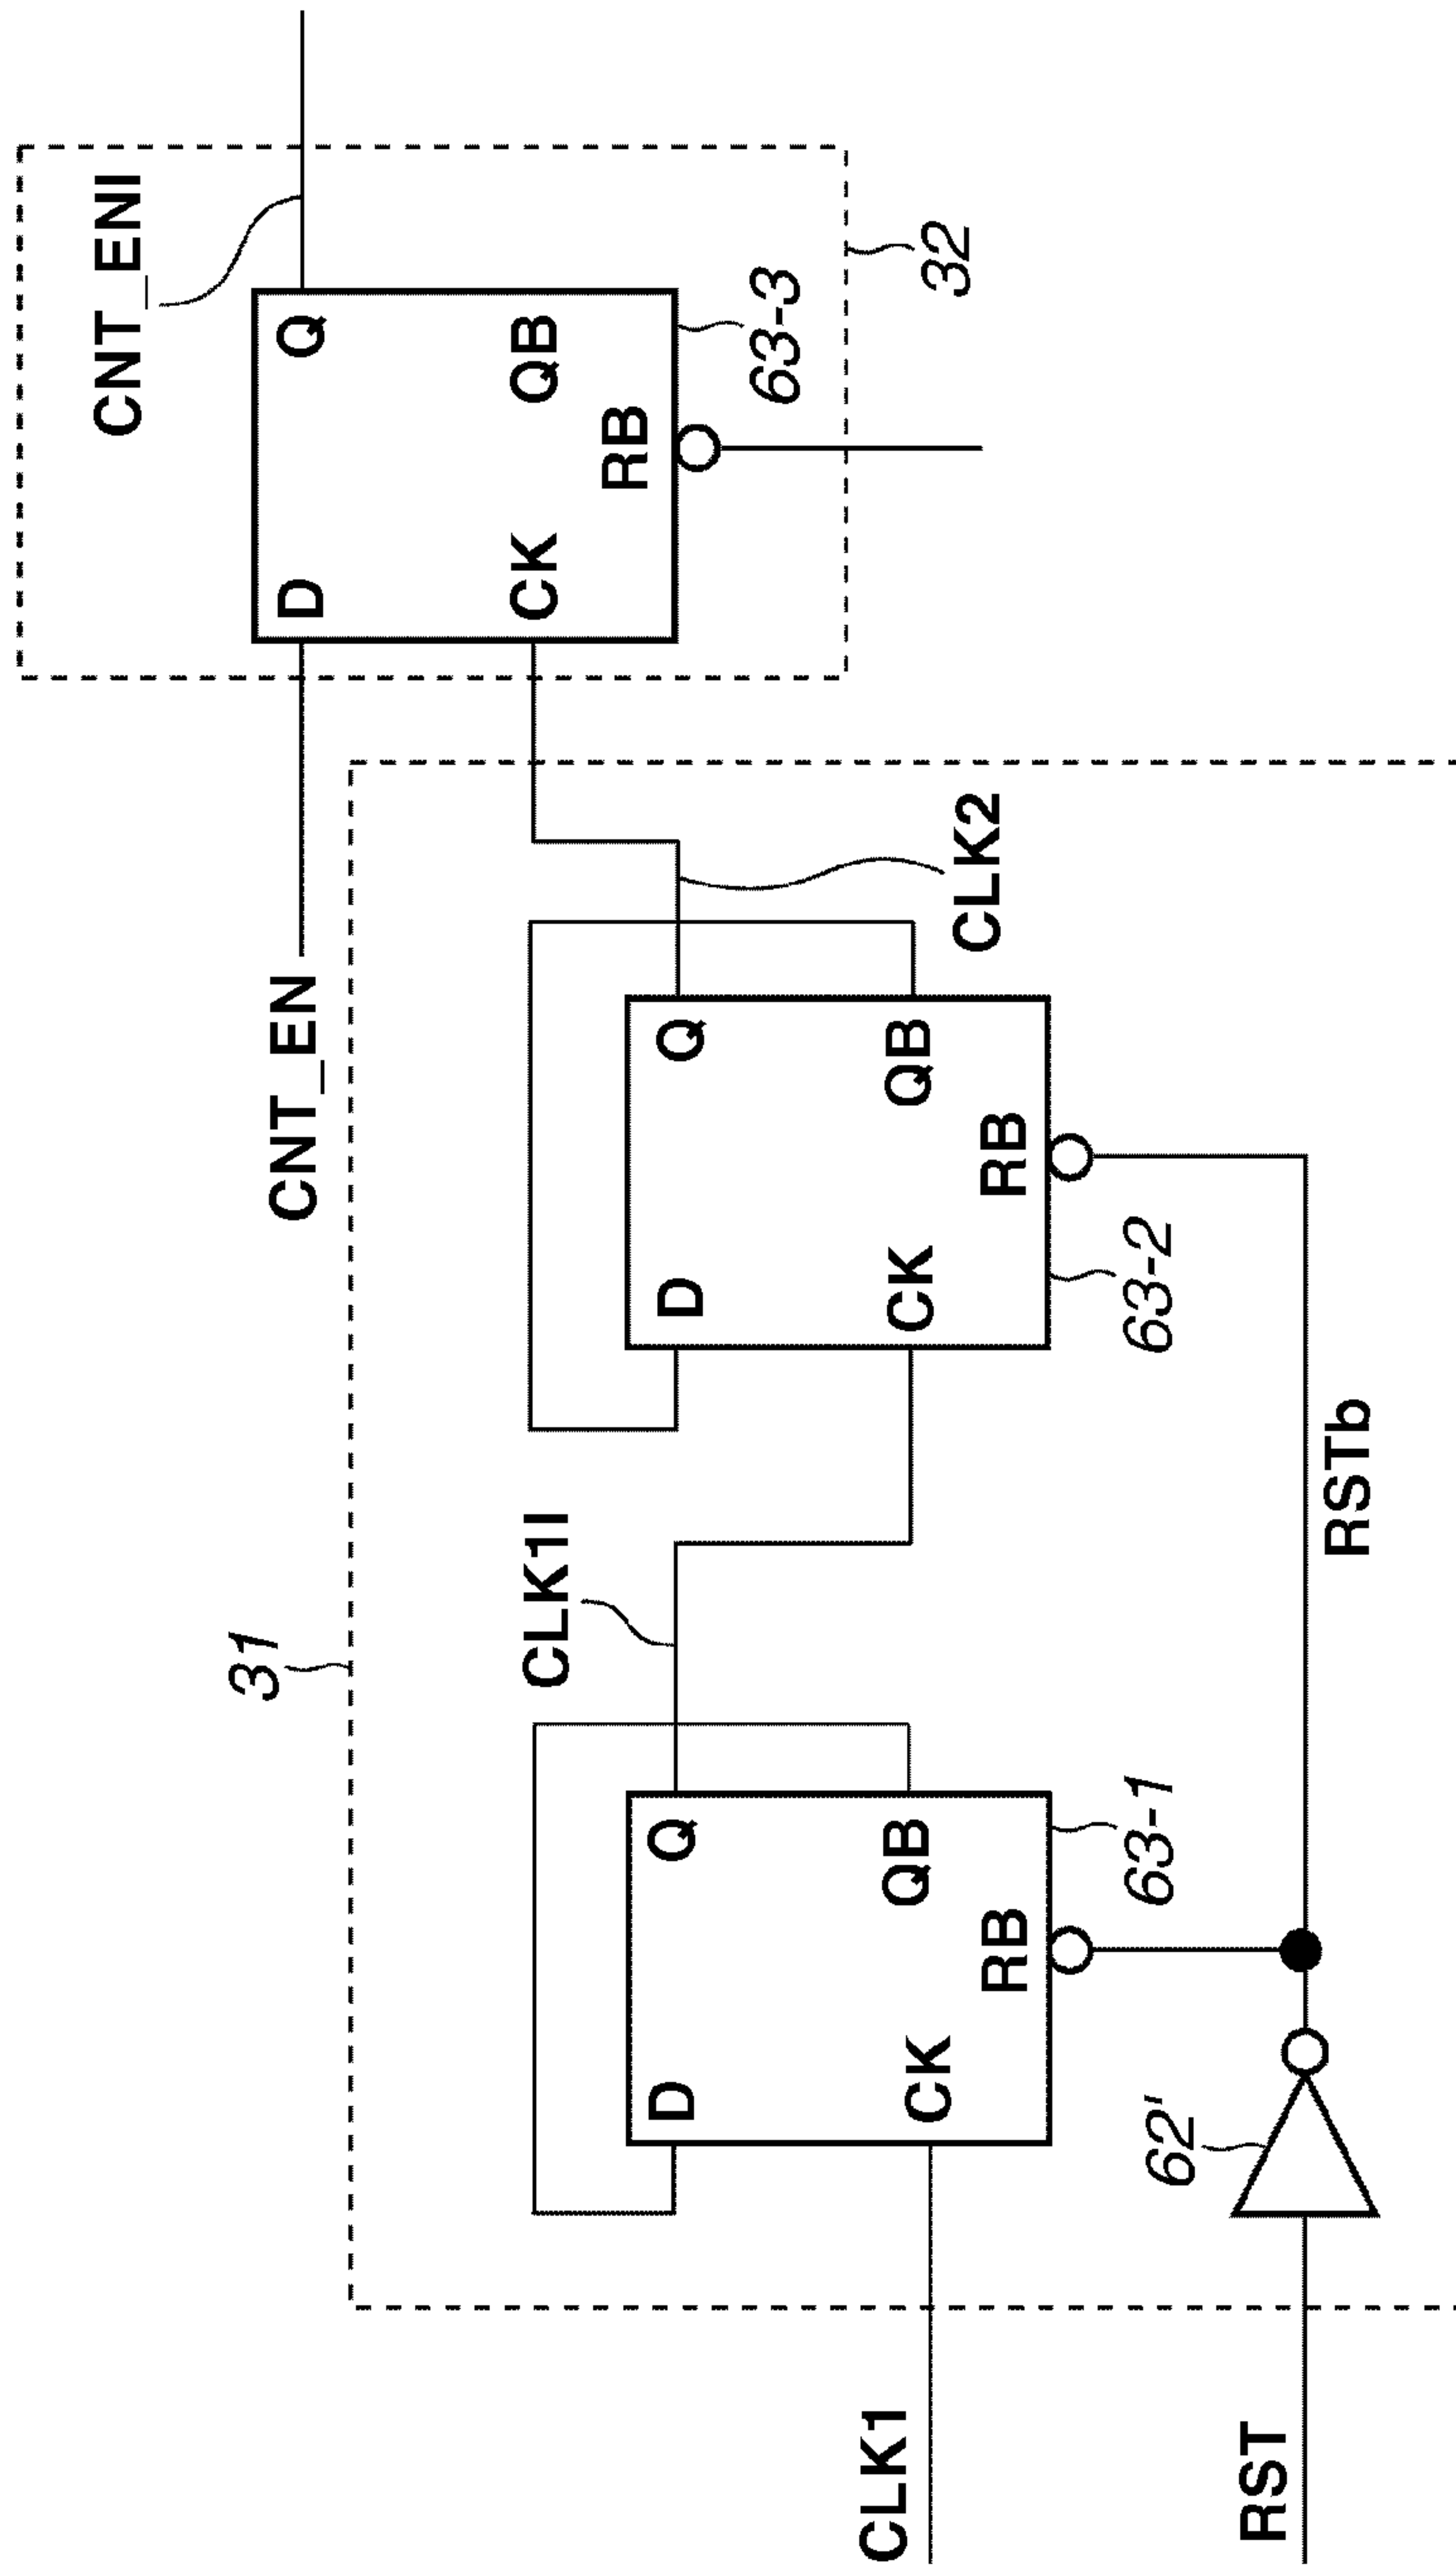 CNT_ENI
D
Q
CK
QB
RB
63-3
32
CNT_EN
31
CLK1I
D
Q
CK
QB
RB
63-1
D
Q
CK
QB
RB
63-2
CLK2
CLK1
62'
RST
RSTb